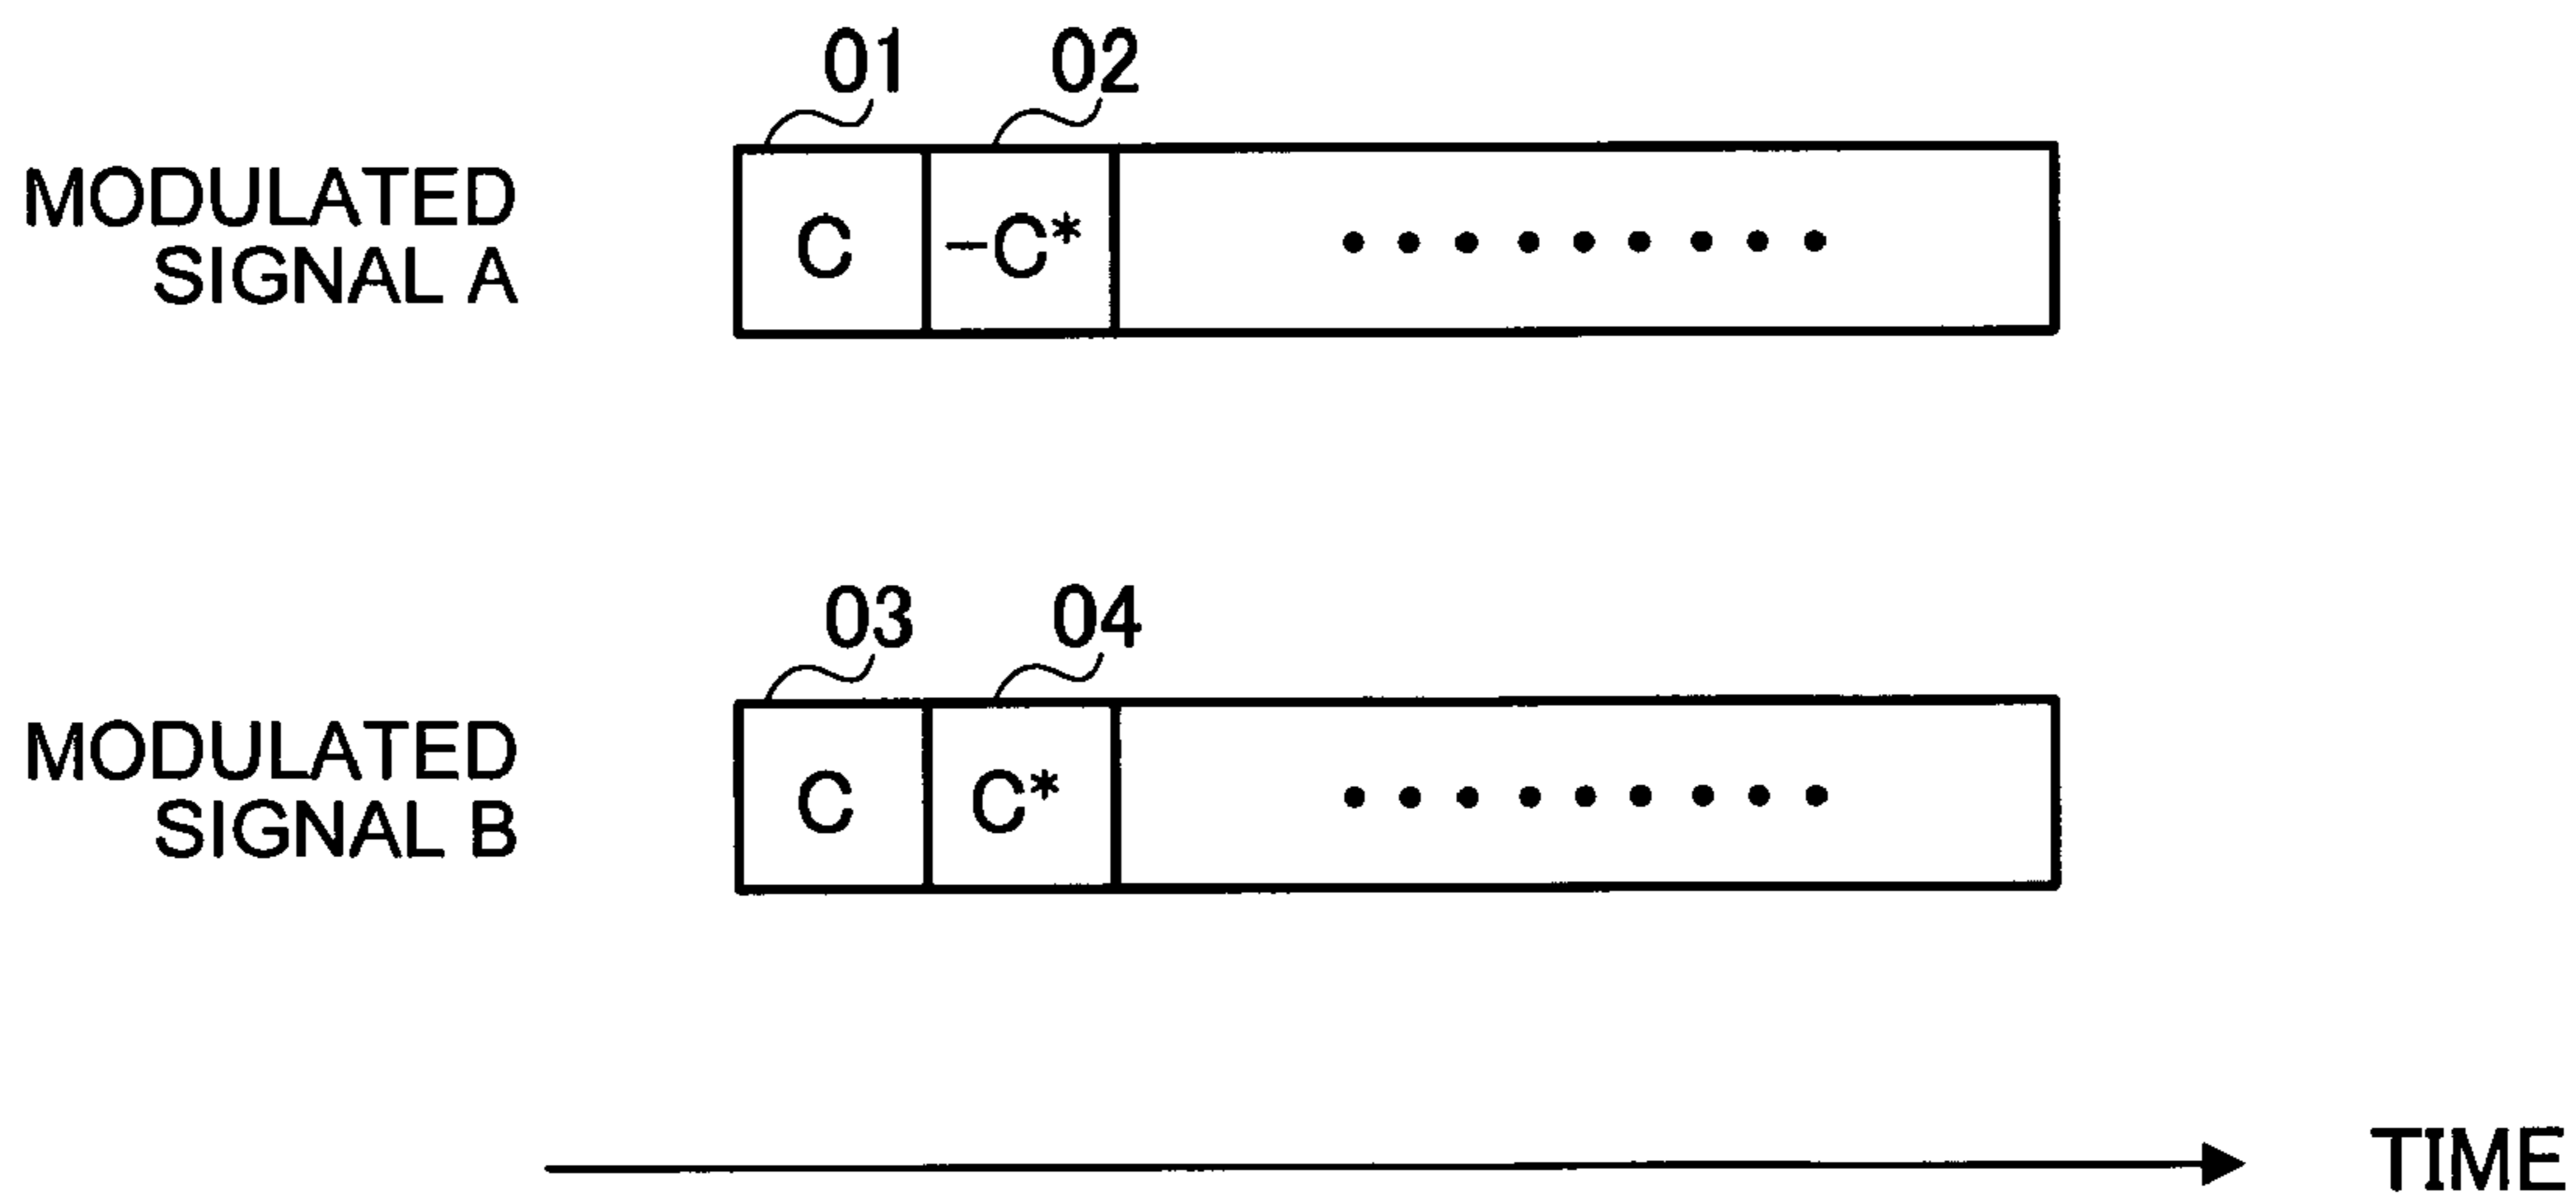 01 02
MODULATED
SIGNAL A
C -C* • • • • • • • • •
03 04
MODULATED
SIGNAL B
C C* • • • • • • • • •
TIME